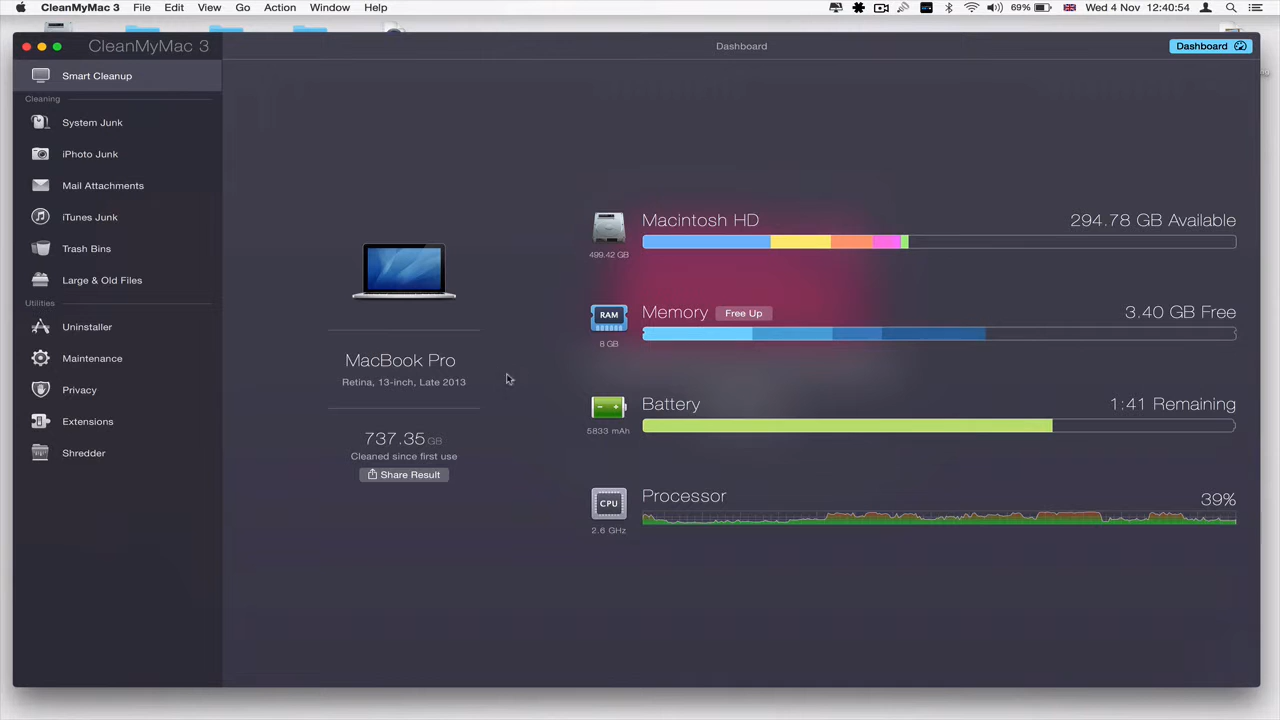 CleanMyMac 3 File Edit View Go Action Window Help 69% Wed 4 Nov 12:40:54
CleanMyMac 3
Dashboard
Dashboard
Smart Cleanup
Cleaning
System Junk
iPhoto Junk
Mail Attachments
iTunes Junk
Trash Bins
Large & Old Files
Utilities
Uninstaller
Maintenance
Privacy
Extensions
Shredder
MacBook Pro
Retina, 13-inch, Late 2013
737.35 GB
Cleaned since first use
Share Result
Macintosh HD 294.78 GB Available
499.42 GB
RAM
Memory Free Up 3.40 GB Free
8 GB
Battery 1:41 Remaining
5833 mAh
CPU
Processor 39%
2.6 GHz